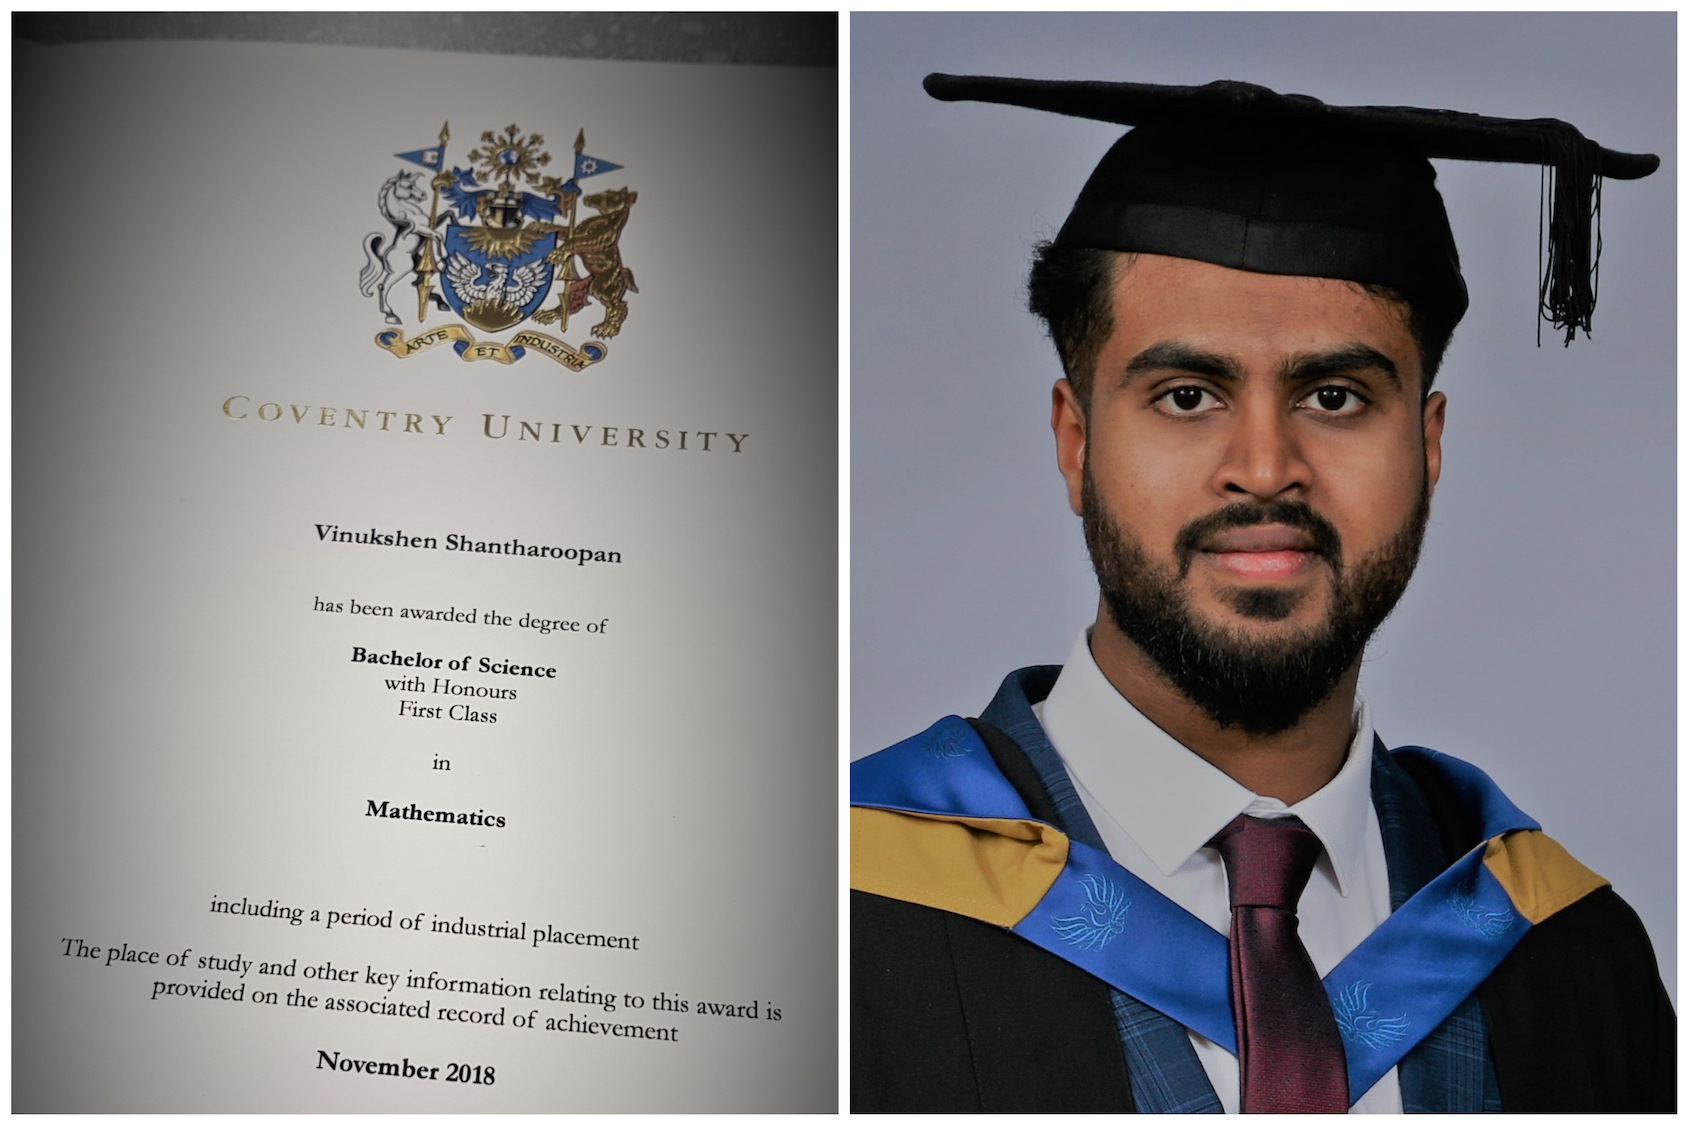 ARTE ET INDUSTRIA
COVENTRY UNIVERSITY
Vinukshen Shantharoopan
has been awarded the degree of
Bachelor of Science
with Honours
First Class
in
Mathematics
including a period of industrial placement
The place of study and other key information relating to this award is
provided on the associated record of achievement
November 2018